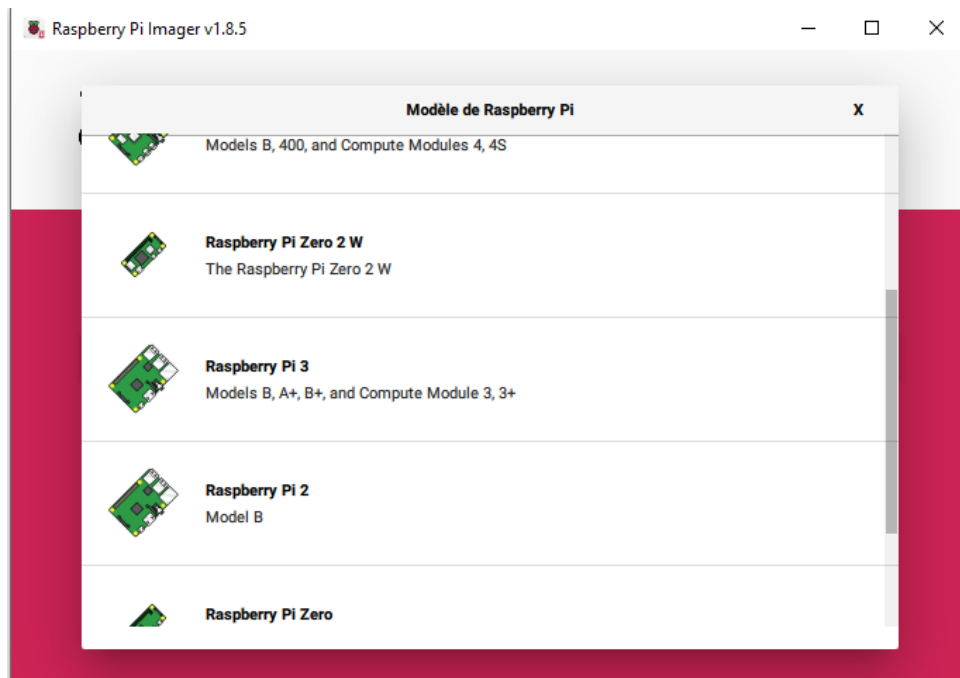 Raspberry Pi Imager v1.8.5
Modèle de Raspberry Pi
X
Models B, 400, and Compute Modules 4, 4S
Raspberry Pi Zero 2 W
The Raspberry Pi Zero 2 W
Raspberry Pi 3
Models B, A+, B+, and Compute Module 3, 3+
Raspberry Pi 2
Model B
Raspberry Pi Zero